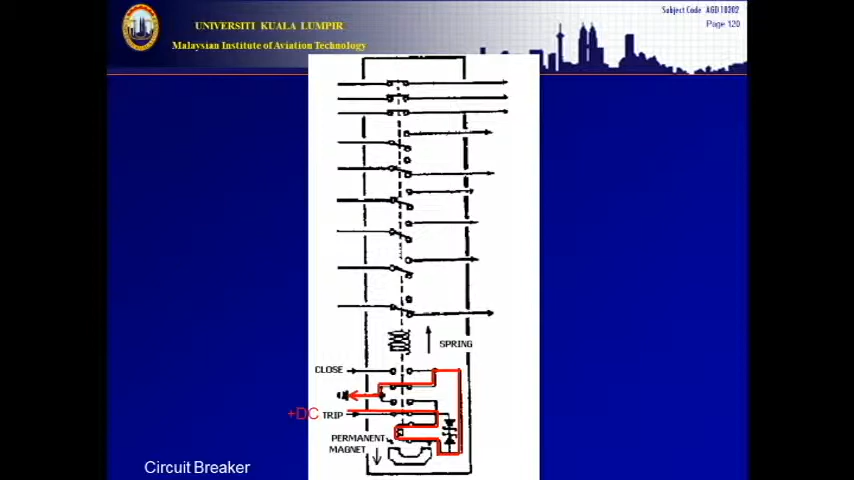 Subject Code AGD 10202
Page 120
UNIVERSITI KUALA LUMPIR
Malaysian Institute of Aviation Technology
SPRING
CLOSE
+DC TRIP
PERMANENT
MAGNET
Circuit Breaker